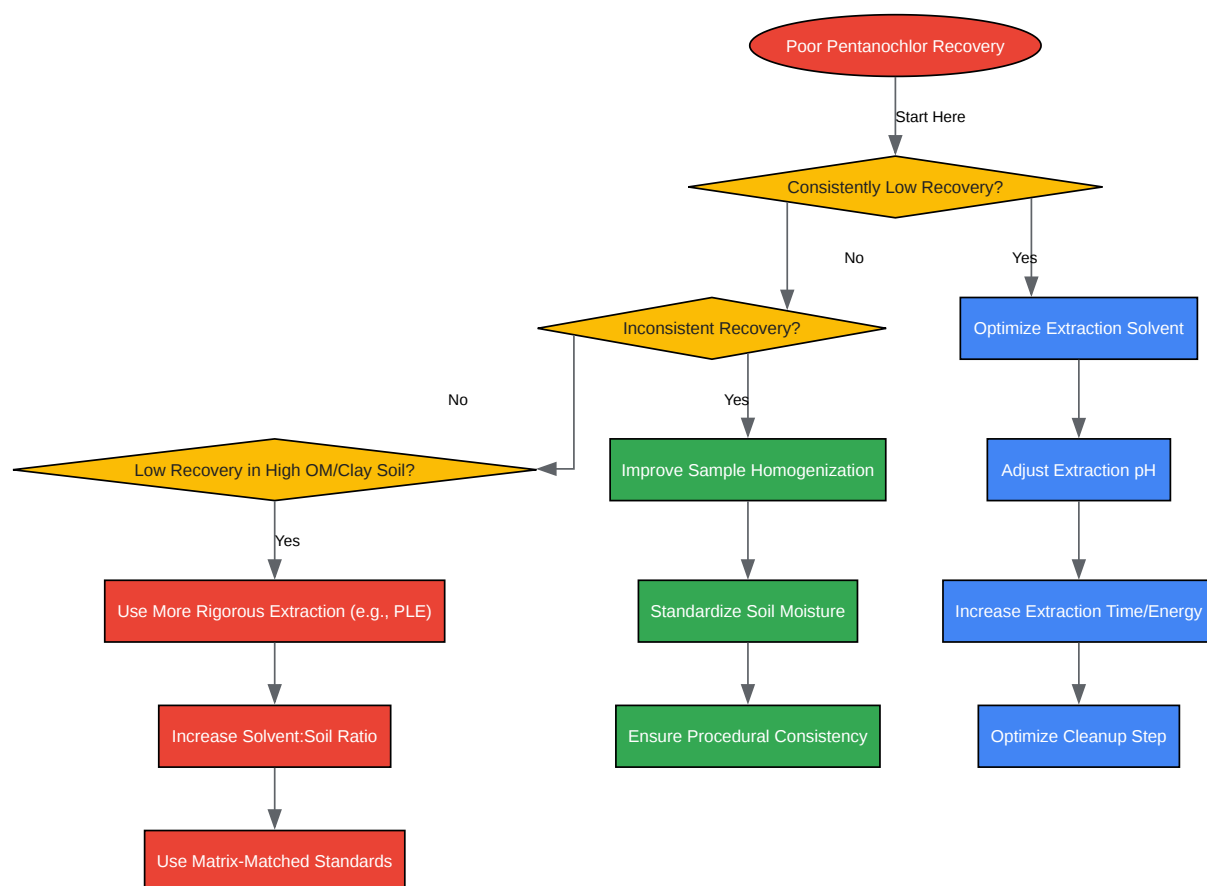 Poor Pentanochlor Recovery
Start Here
Consistently Low Recovery?
No
Yes
Inconsistent Recovery?
Optimize Extraction Solvent
No
Yes
Low Recovery in High OM/Clay Soil?
Improve Sample Homogenization
Adjust Extraction pH
Yes
Use More Rigorous Extraction (e.g., PLE)
Standardize Soil Moisture
Increase Extraction Time/Energy
Increase Solvent:Soil Ratio
Ensure Procedural Consistency
Optimize Cleanup Step
Use Matrix-Matched Standards